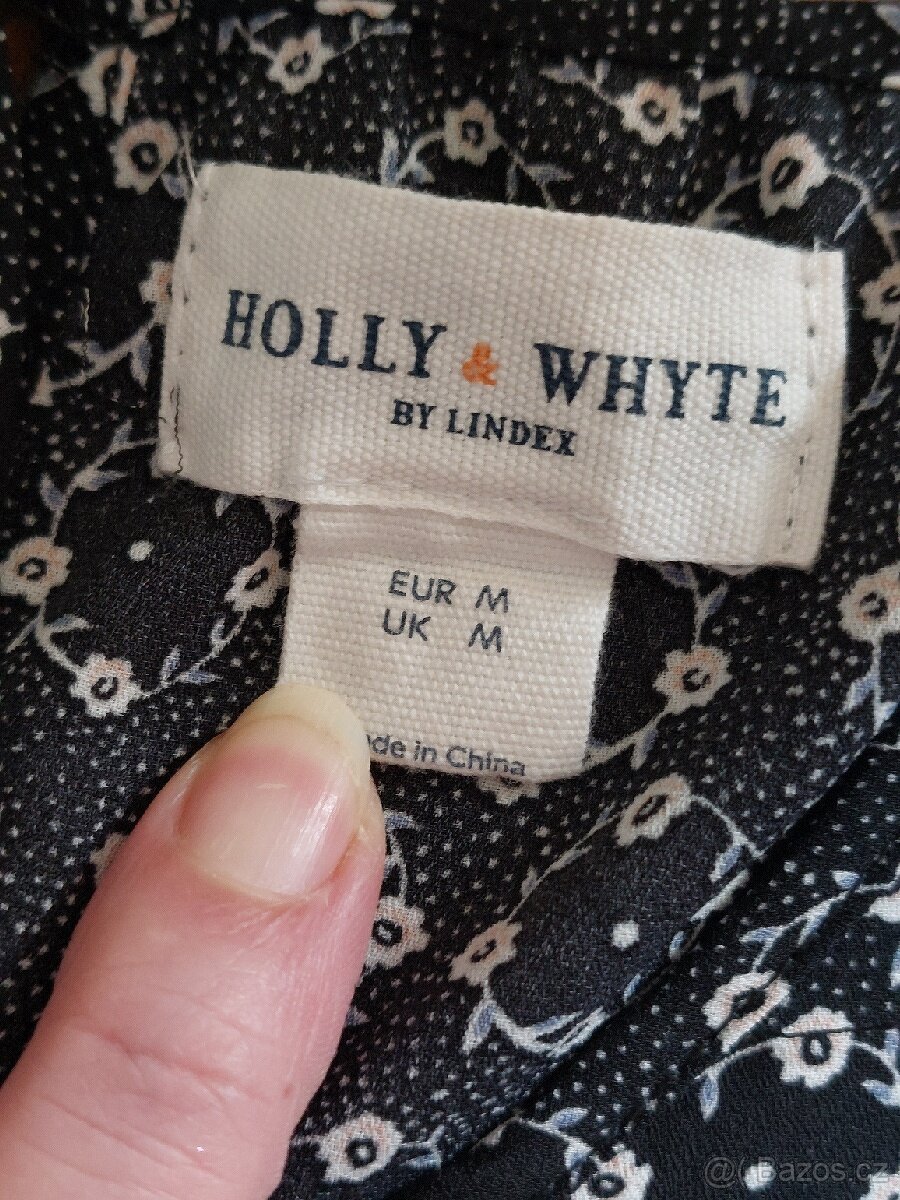 HOLLY & WHYTE
BY LINDEX
EUR M
UK M
de in China
@Bazos.cz